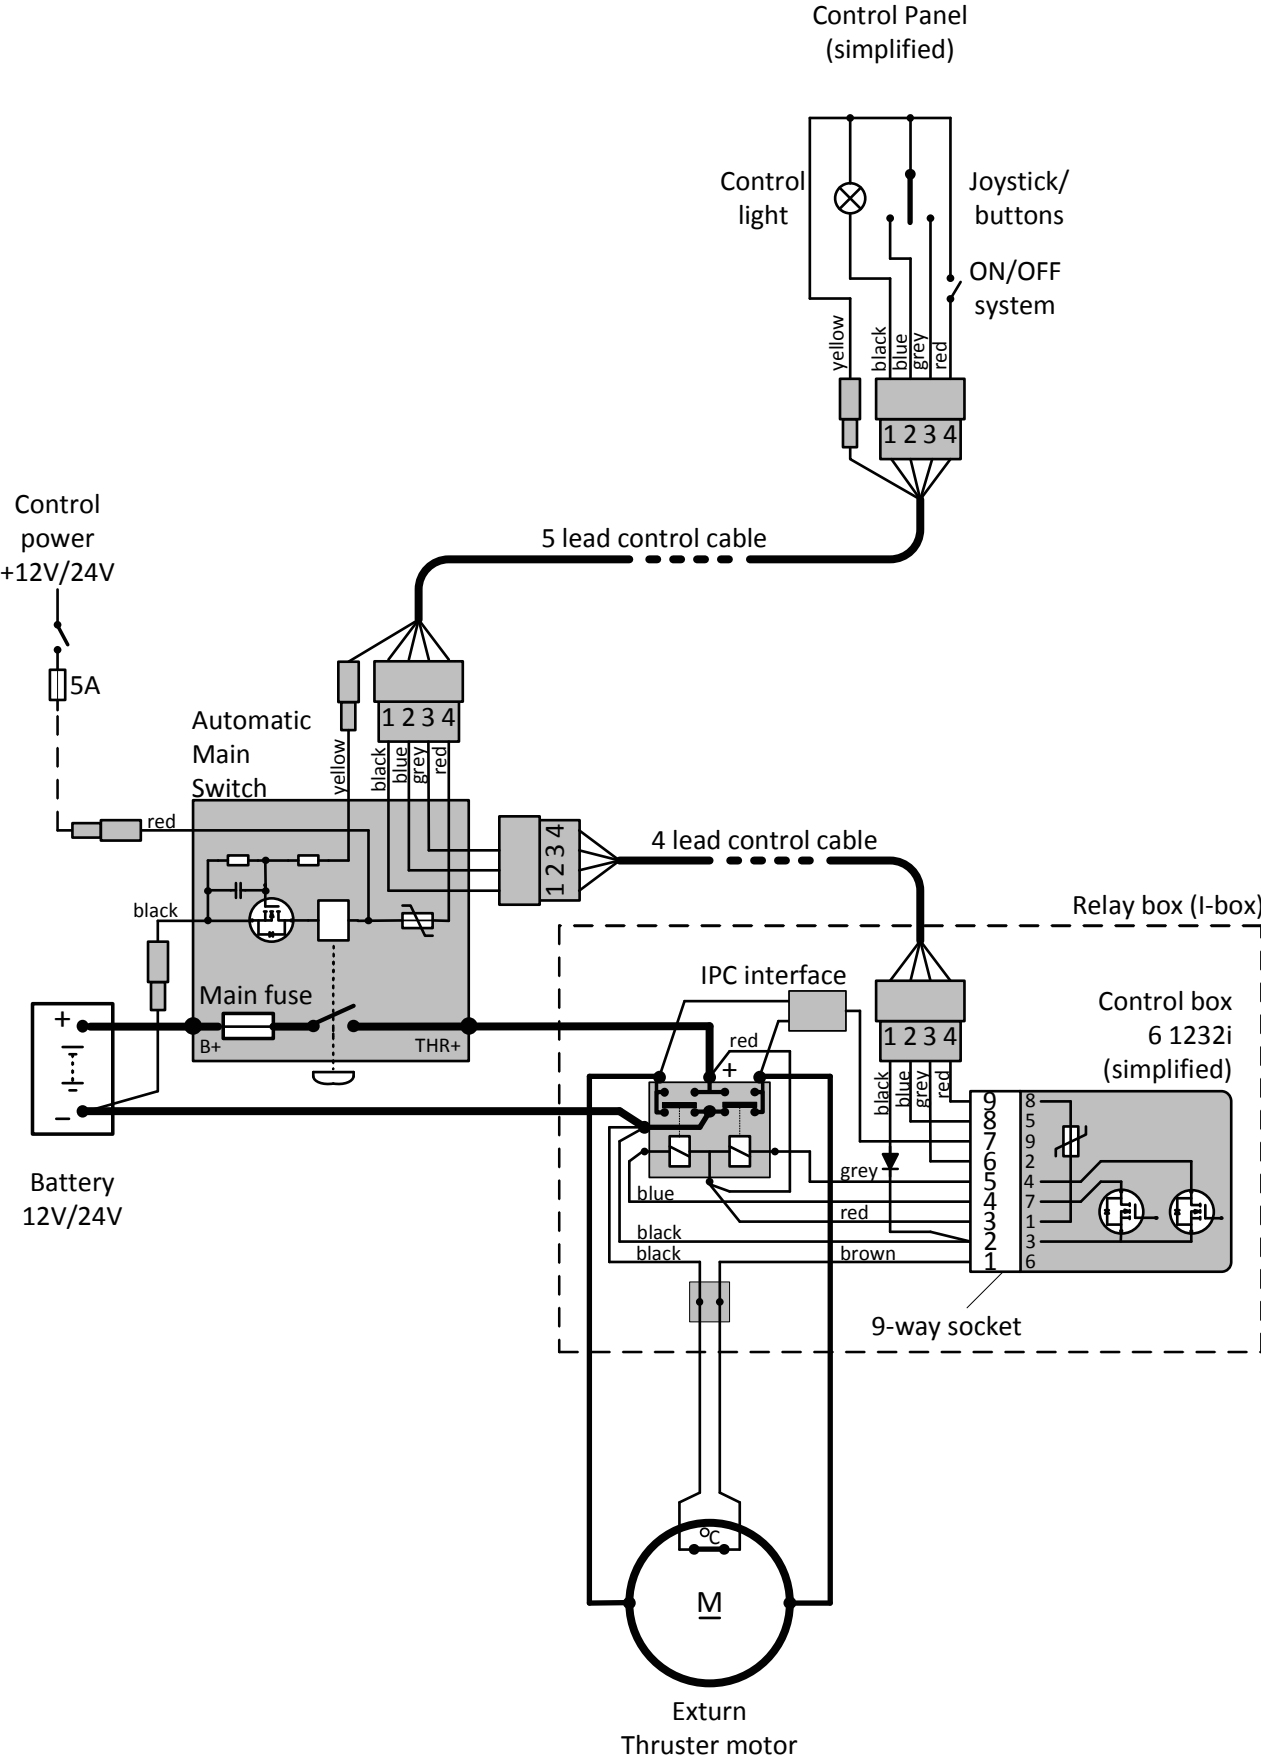 Control Panel
(simplified)
Control
light
Joystick/
buttons
ON/OFF
system
yellow
black
blue
grey
red
1 2 3 4
5 lead control cable
Control
power
+12V/24V
5A
Automatic
Main
Switch
1 2 3 4
yellow
black
blue
grey
red
red
1 2 3 4
4 lead control cable
black
Main fuse
B+
THR+
+
−
Battery
12V/24V
Relay box (I-box)
IPC interface
Control box
6 1232i
(simplified)
1 2 3 4
black
blue
grey
red
red
+
9 8
8 5
7 9
6 2
5 4
4 7
3 1
2 3
1 6
grey
blue
red
black
black
brown
9-way socket
°C
M
Exturn
Thruster motor